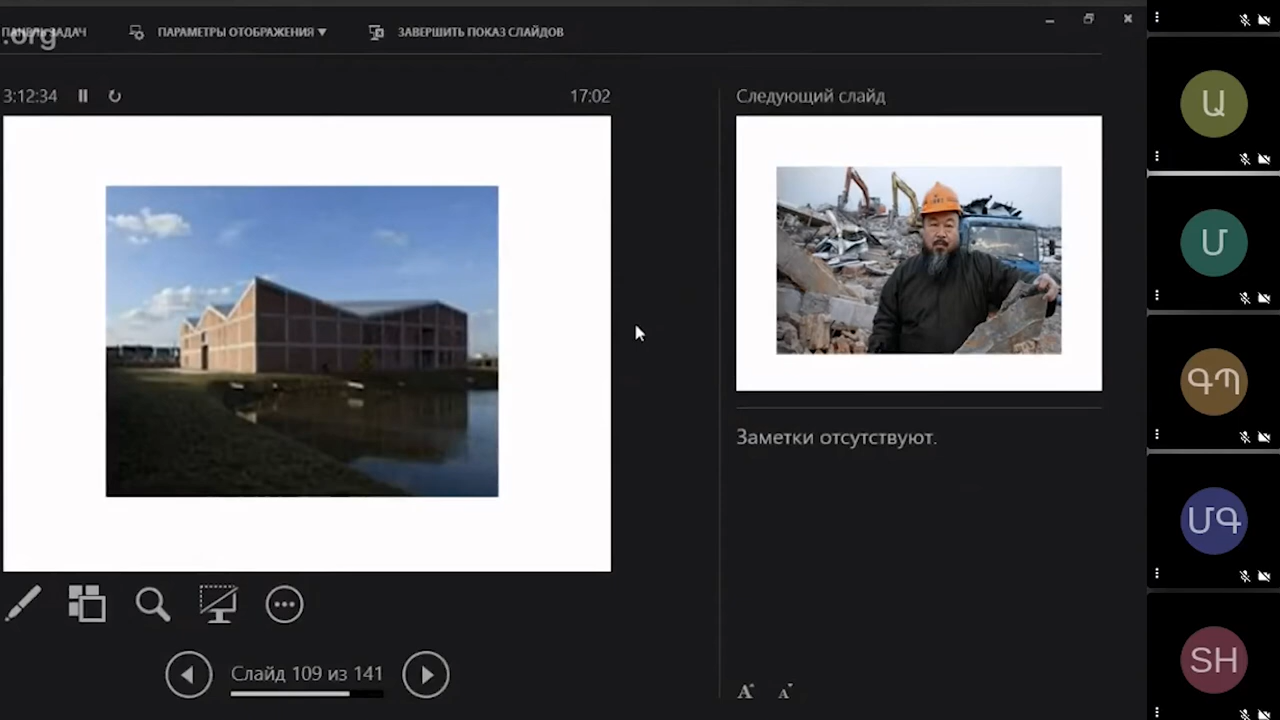 ПАНЕЛЬ ЗАДАЧ
.org
ПАРАМЕТРЫ ОТОБРАЖЕНИЯ
ЗАВЕРШИТЬ ПОКАЗ СЛАЙДОВ
3:12:34
17:02
Следующий слайд
Заметки отсутствуют.
Слайд 109 из 141
A A
Ա
Մ
ԳՊ
ՄԳ
SH